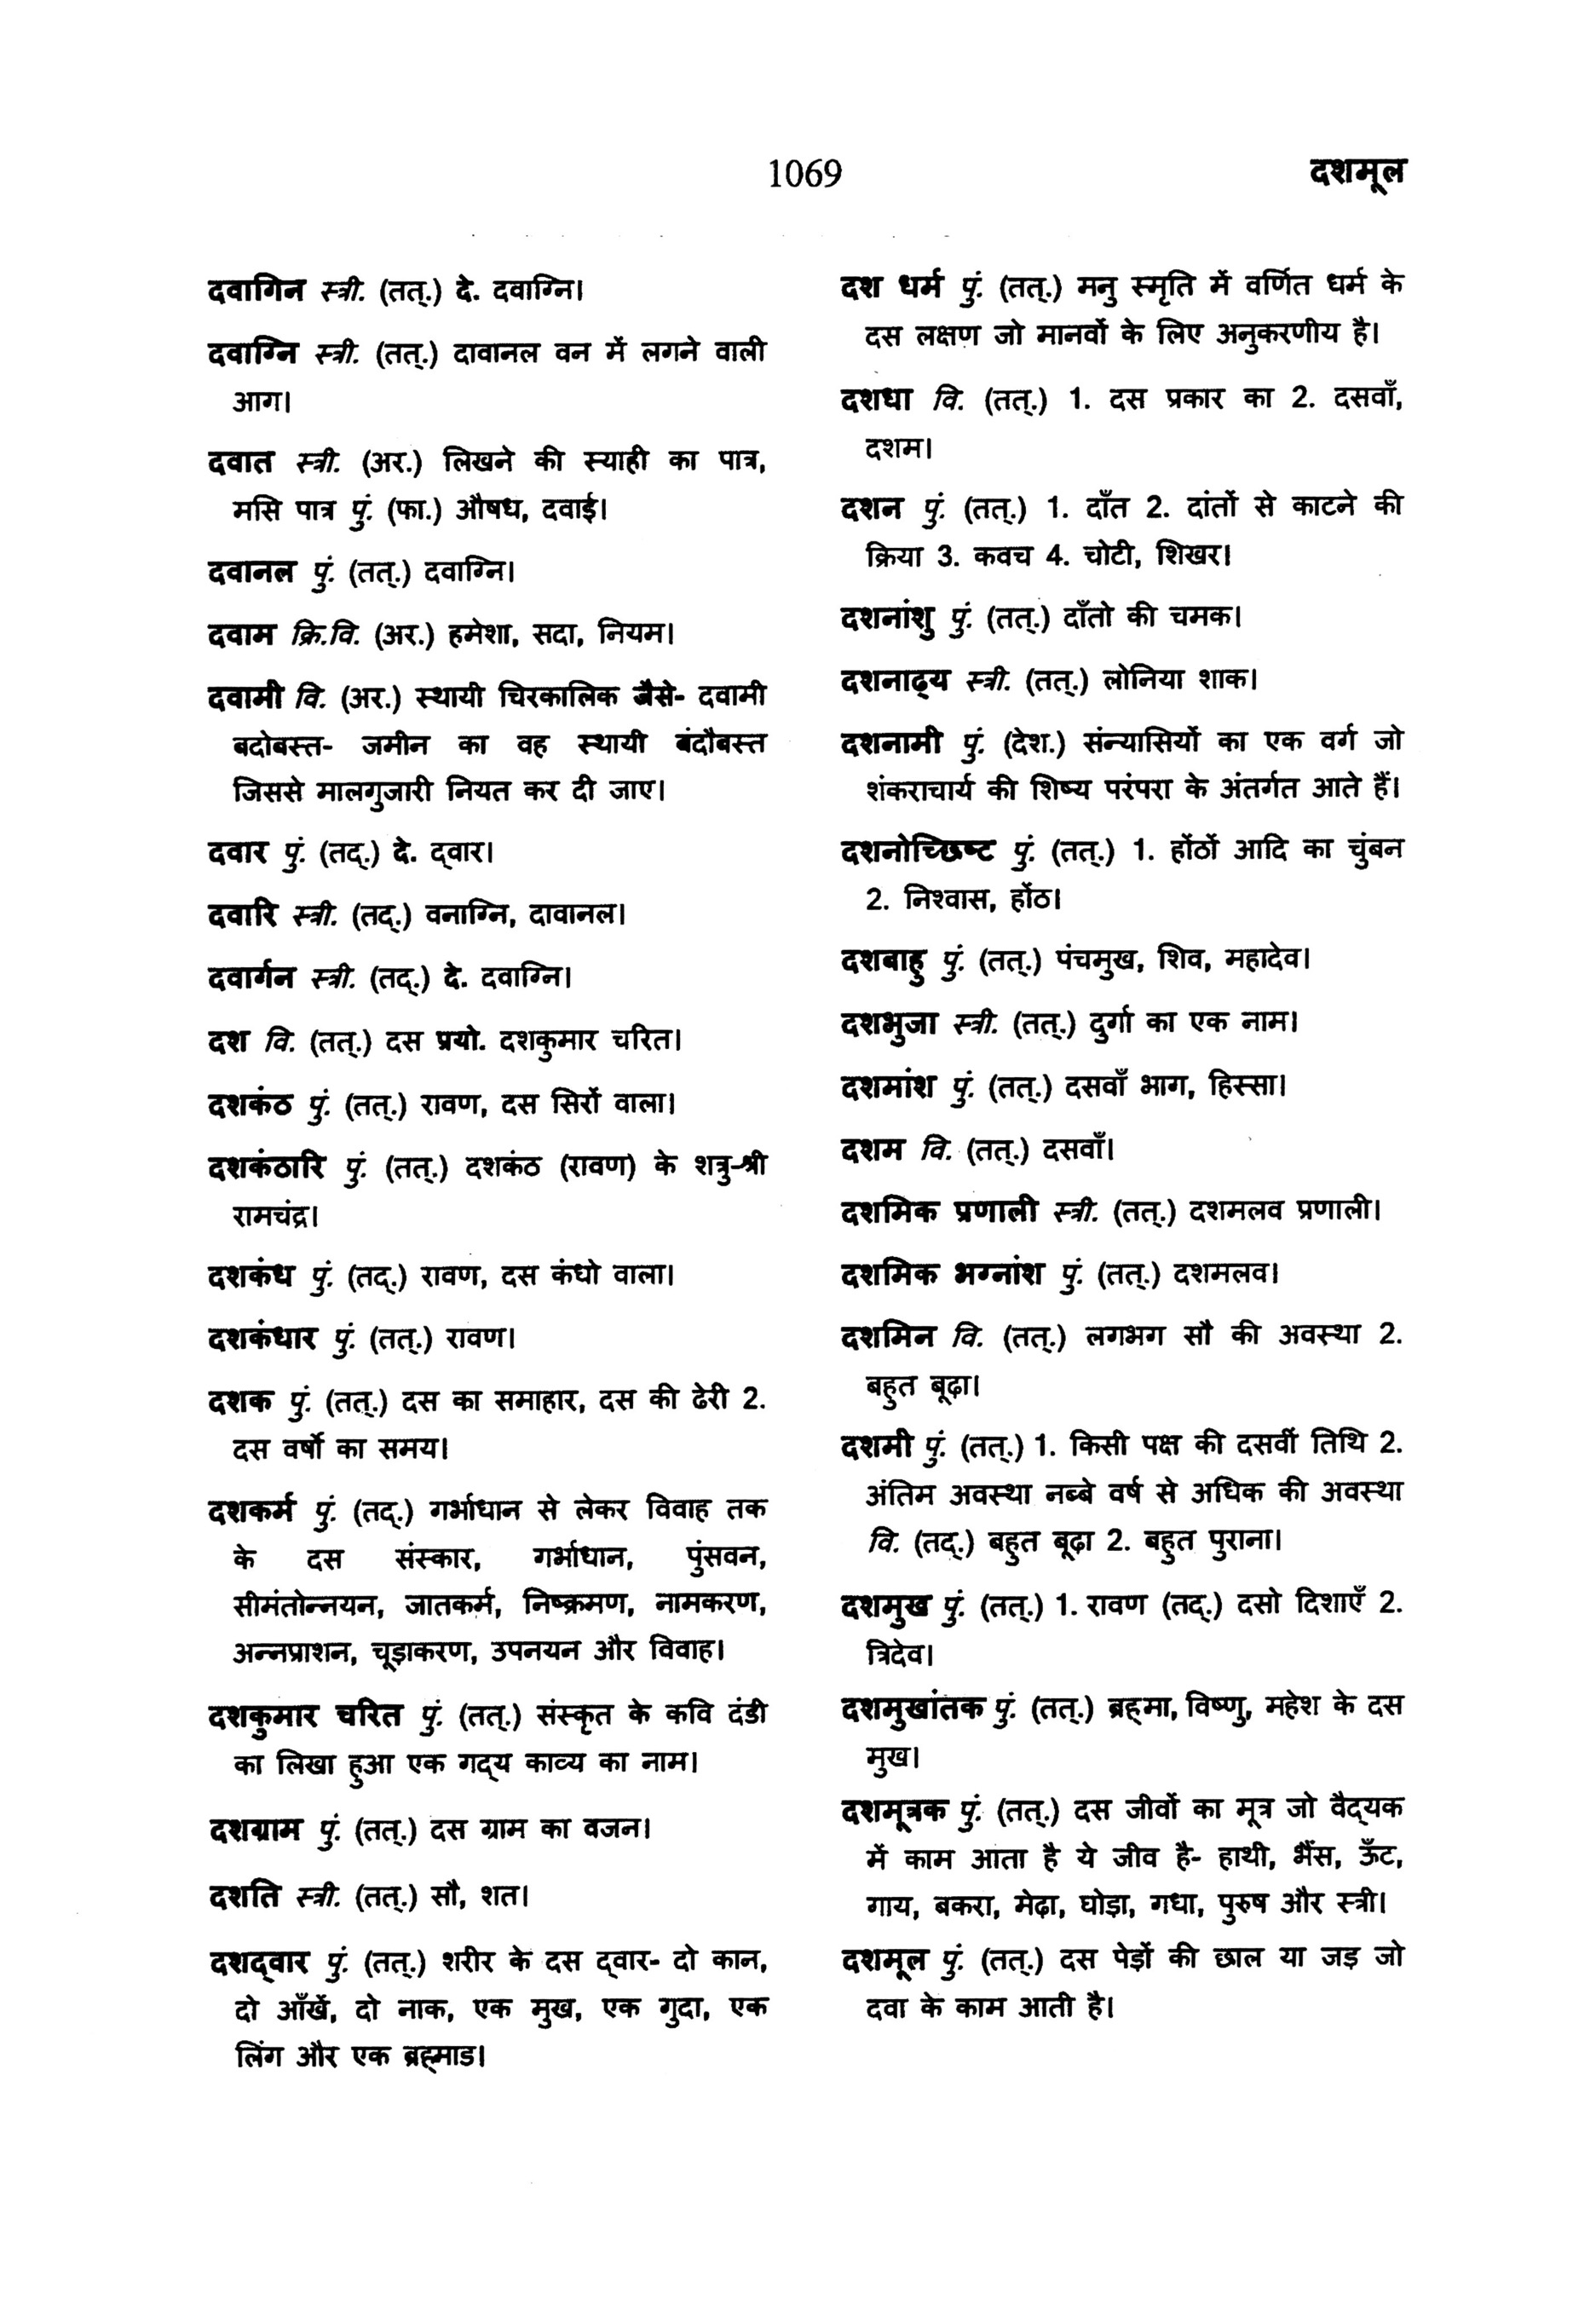 1069
दशमूल
दवागिन स्त्री. (तत्.) दे. दवाग्नि।
दवाग्नि स्त्री. (तत्.) दावानल वन में लगने वाली
आग।
दवात स्त्री. (अर.) लिखने की स्याही का पात्र,
मसि पात्र पुं. (फा.) औषध, दवाई।
दवानल पुं. (तत्.) दवाग्नि।
दवाम क्रि.वि. (अर.) हमेशा, सदा, नियम।
दवामी वि. (अर.) स्थायी चिरकालिक जैसे- दवामी
बदोबस्त- जमीन का वह स्थायी बंदौबस्त
जिससे मालगुजारी नियत कर दी जाए।
दवार पुं. (तद्.) दे. द्‌वार।
दवारि स्त्री. (तद्.) वनाग्नि, दावानल।
दवार्गन स्त्री. (तद्.) दे. दवाग्नि।
दश वि. (तत्.) दस प्रयो. दशकुमार चरित।
दशकंठ पुं. (तत्.) रावण, दस सिरों वाला।
दशकंठारि पुं. (तत्.) दशकंठ (रावण) के शत्रु-श्री
रामचंद्र।
दशकंध पुं. (तद्.) रावण, दस कंधो वाला।
दशकंधार पुं. (तत्.) रावण।
दशक पुं. (तत्.) दस का समाहार, दस की ढेरी 2.
दस वर्षों का समय।
दशकर्म पुं. (तद्.) गर्भाधान से लेकर विवाह तक
के दस संस्कार, गर्भाधान, पुंसवन,
सीमंतोन्नयन, जातकर्म, निष्क्रमण, नामकरण,
अन्नप्राशन, चूड़ाकरण, उपनयन और विवाह।
दशकुमार चरित पुं. (तत्.) संस्कृत के कवि दंडी
का लिखा हुआ एक गद्‌य काव्य का नाम।
दशग्राम पुं. (तत्.) दस ग्राम का वजन।
दशति स्त्री. (तत्.) सौ, शत।
दशद्‌वार पुं. (तत्.) शरीर के दस द्‌वार- दो कान,
दो आँखें, दो नाक, एक मुख, एक गुदा, एक
लिंग और एक ब्रह्‌माड।
दश धर्म पुं. (तत्.) मनु स्मृति में वर्णित धर्म के
दस लक्षण जो मानवों के लिए अनुकरणीय है।
दशधा वि. (तत्.) 1. दस प्रकार का 2. दसवाँ,
दशम।
दशन पुं. (तत्.) 1. दाँत 2. दांतों से काटने की
क्रिया 3. कवच 4. चोटी, शिखर।
दशनांशु पुं. (तत्.) दाँतो की चमक।
दशनाढ्य स्त्री. (तत्.) लोनिया शाक।
दशनामी पुं. (देश.) संन्यासियों का एक वर्ग जो
शंकराचार्य की शिष्य परंपरा के अंतर्गत आते हैं।
दशनोच्छिष्ट पुं. (तत्.) 1. होंठों आदि का चुंबन
2. निश्वास, होंठ।
दशबाहु पुं. (तत्.) पंचमुख, शिव, महादेव।
दशभुजा स्त्री. (तत्.) दुर्गा का एक नाम।
दशमांश पुं. (तत्.) दसवाँ भाग, हिस्सा।
दशम वि. (तत्.) दसवाँ।
दशमिक प्रणाली स्त्री. (तत्.) दशमलव प्रणाली।
दशमिक भग्नांश पुं. (तत्.) दशमलव।
दशमिन वि. (तत्.) लगभग सौ की अवस्था 2.
बहुत बूढ़ा।
दशमी पुं. (तत्.) 1. किसी पक्ष की दसवीं तिथि 2.
अंतिम अवस्था नब्बे वर्ष से अधिक की अवस्था
वि. (तद्.) बहुत बूढ़ा 2. बहुत पुराना।
दशमुख पुं. (तत्.) 1. रावण (तद्.) दसो दिशाएँ 2.
त्रिदेव।
दशमुखांतक पुं. (तत्.) ब्रह्‌मा, विष्णु, महेश के दस
मुख।
दशमूत्रक पुं. (तत्.) दस जीवों का मूत्र जो वैद्‌यक
में काम आता है ये जीव है- हाथी, भैंस, ऊँट,
गाय, बकरा, मेढ़ा, घोड़ा, गधा, पुरुष और स्त्री।
दशमूल पुं. (तत्.) दस पेड़ों की छाल या जड़ जो
दवा के काम आती है।